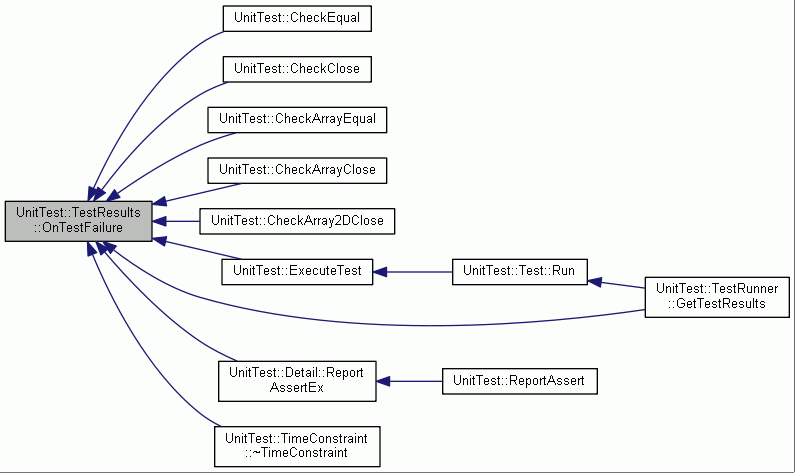 UnitTest::CheckEqual
UnitTest::CheckClose
UnitTest::CheckArrayEqual
UnitTest::CheckArrayClose
UnitTest::TestResults
::OnTestFailure
UnitTest::CheckArray2DClose
UnitTest::ExecuteTest
UnitTest::Test::Run
UnitTest::TestRunner
::GetTestResults
UnitTest::Detail::Report
AssertEx
UnitTest::ReportAssert
UnitTest::TimeConstraint
::~TimeConstraint